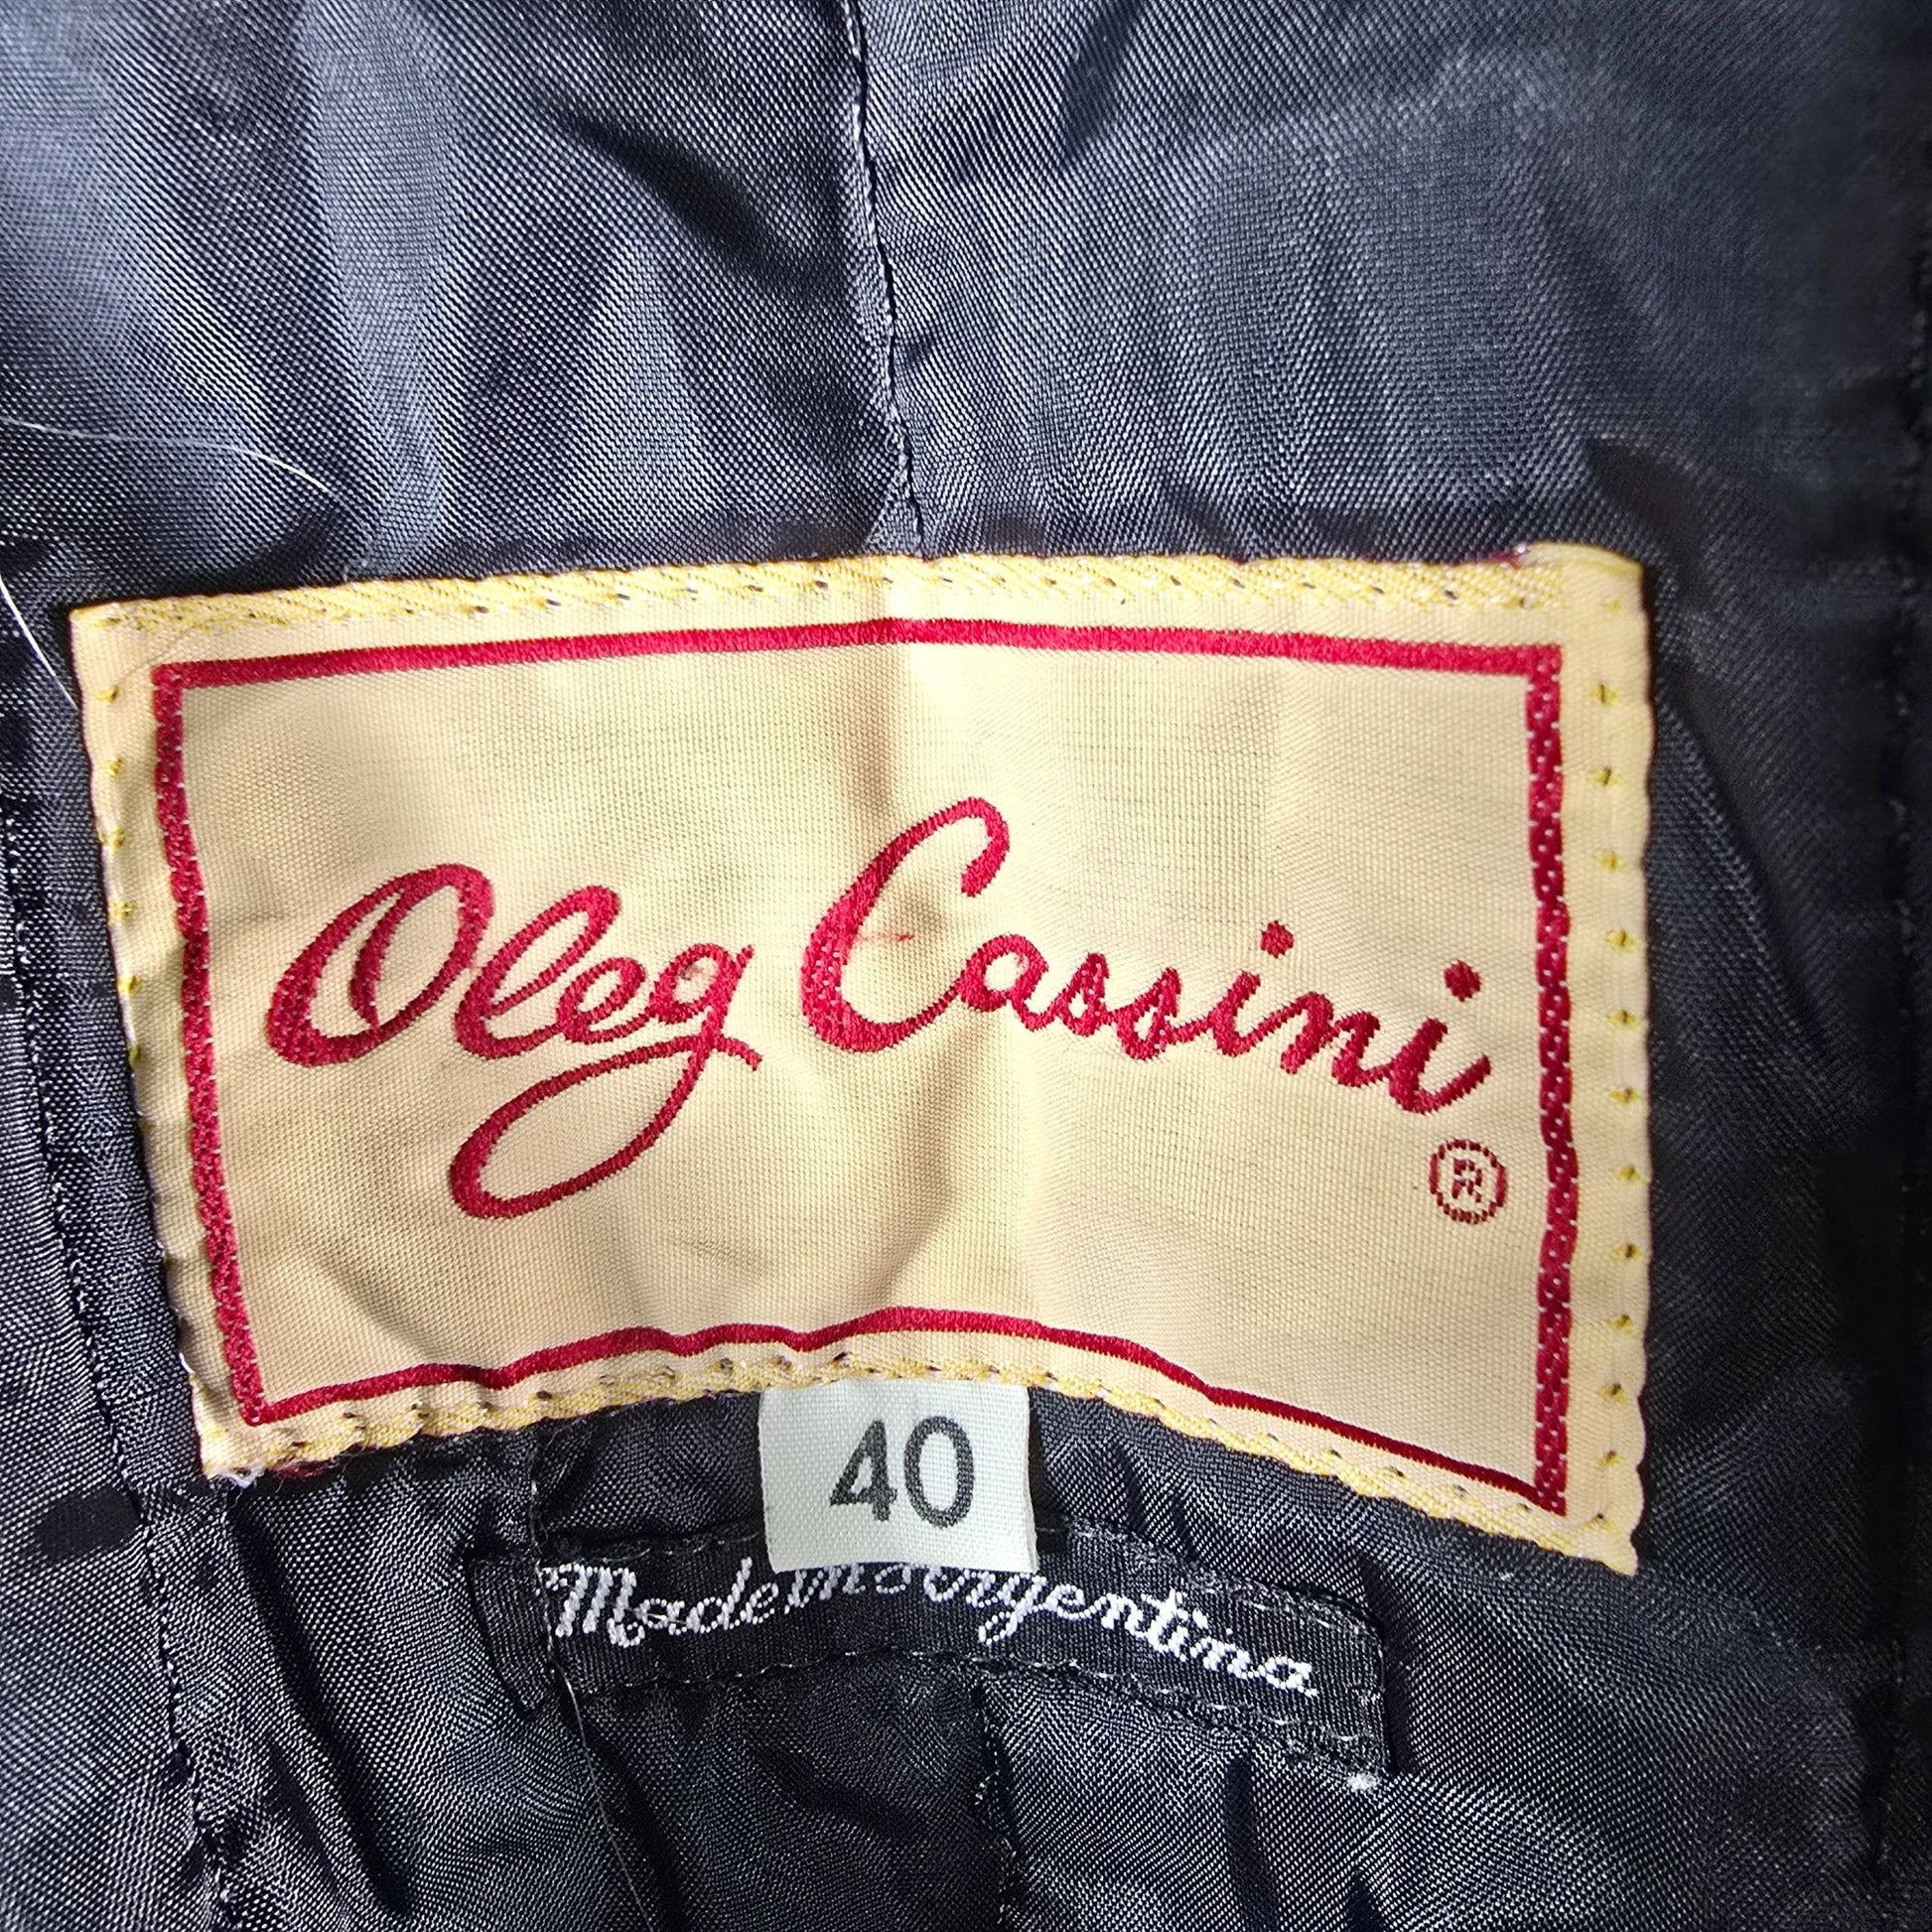 Oleg Cassini
®
40
Made in Argentina